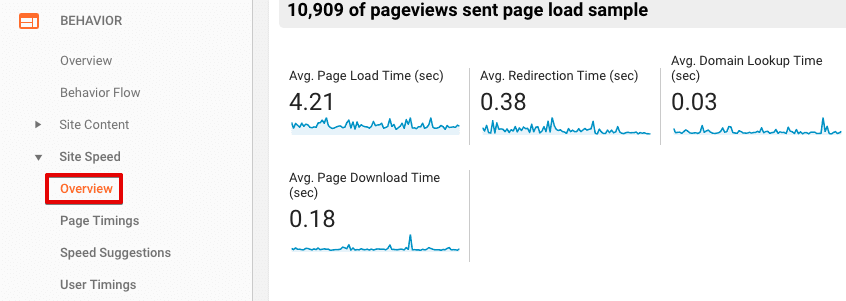 BEHAVIOR
Overview
Behavior Flow
Site Content
Site Speed
Overview
Page Timings
Speed Suggestions
User Timings
10,909 of pageviews sent page load sample
Avg. Page Load Time (sec)
4.21
Avg. Redirection Time (sec)
0.38
Avg. Domain Lookup Time
(sec)
0.03
Avg. Page Download Time
(sec)
0.18